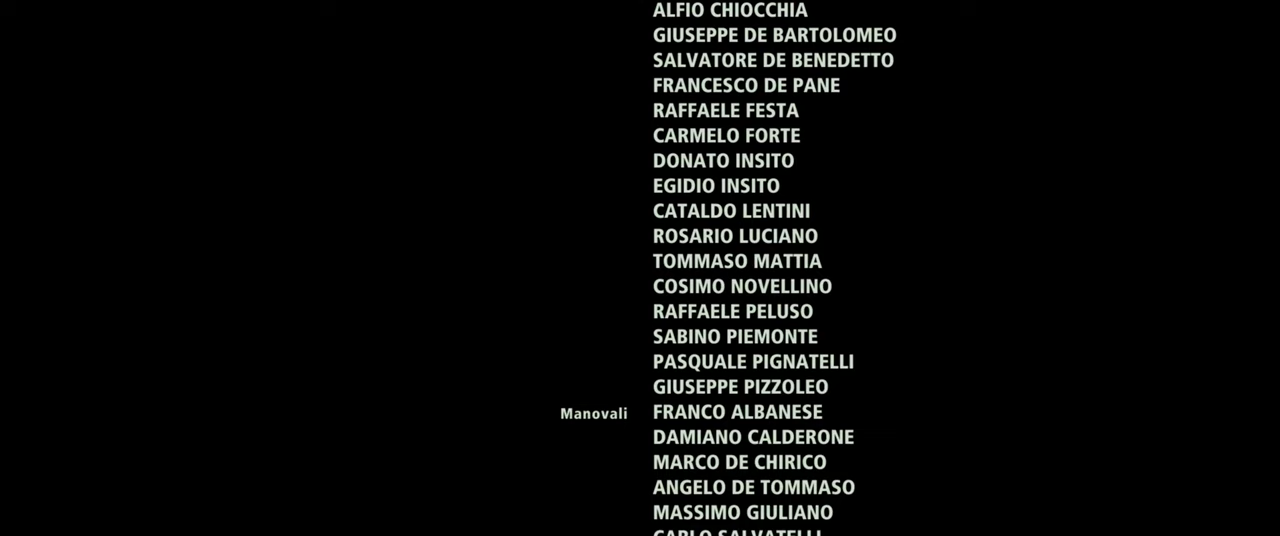 ALFIO CHIOCCHIA
GIUSEPPE DE BARTOLOMEO
SALVATORE DE BENEDETTO
FRANCESCO DE PANE
RAFFAELE FESTA
CARMELO FORTE
DONATO INSITO
EGIDIO INSITO
CATALDO LENTINI
ROSARIO LUCIANO
TOMMASO MATTIA
COSIMO NOVELLINO
RAFFAELE PELUSO
SABINO PIEMONTE
PASQUALE PIGNATELLI
GIUSEPPE PIZZOLEO
Manovali FRANCO ALBANESE
DAMIANO CALDERONE
MARCO DE CHIRICO
ANGELO DE TOMMASO
MASSIMO GIULIANO
CARLO SALVATELLI